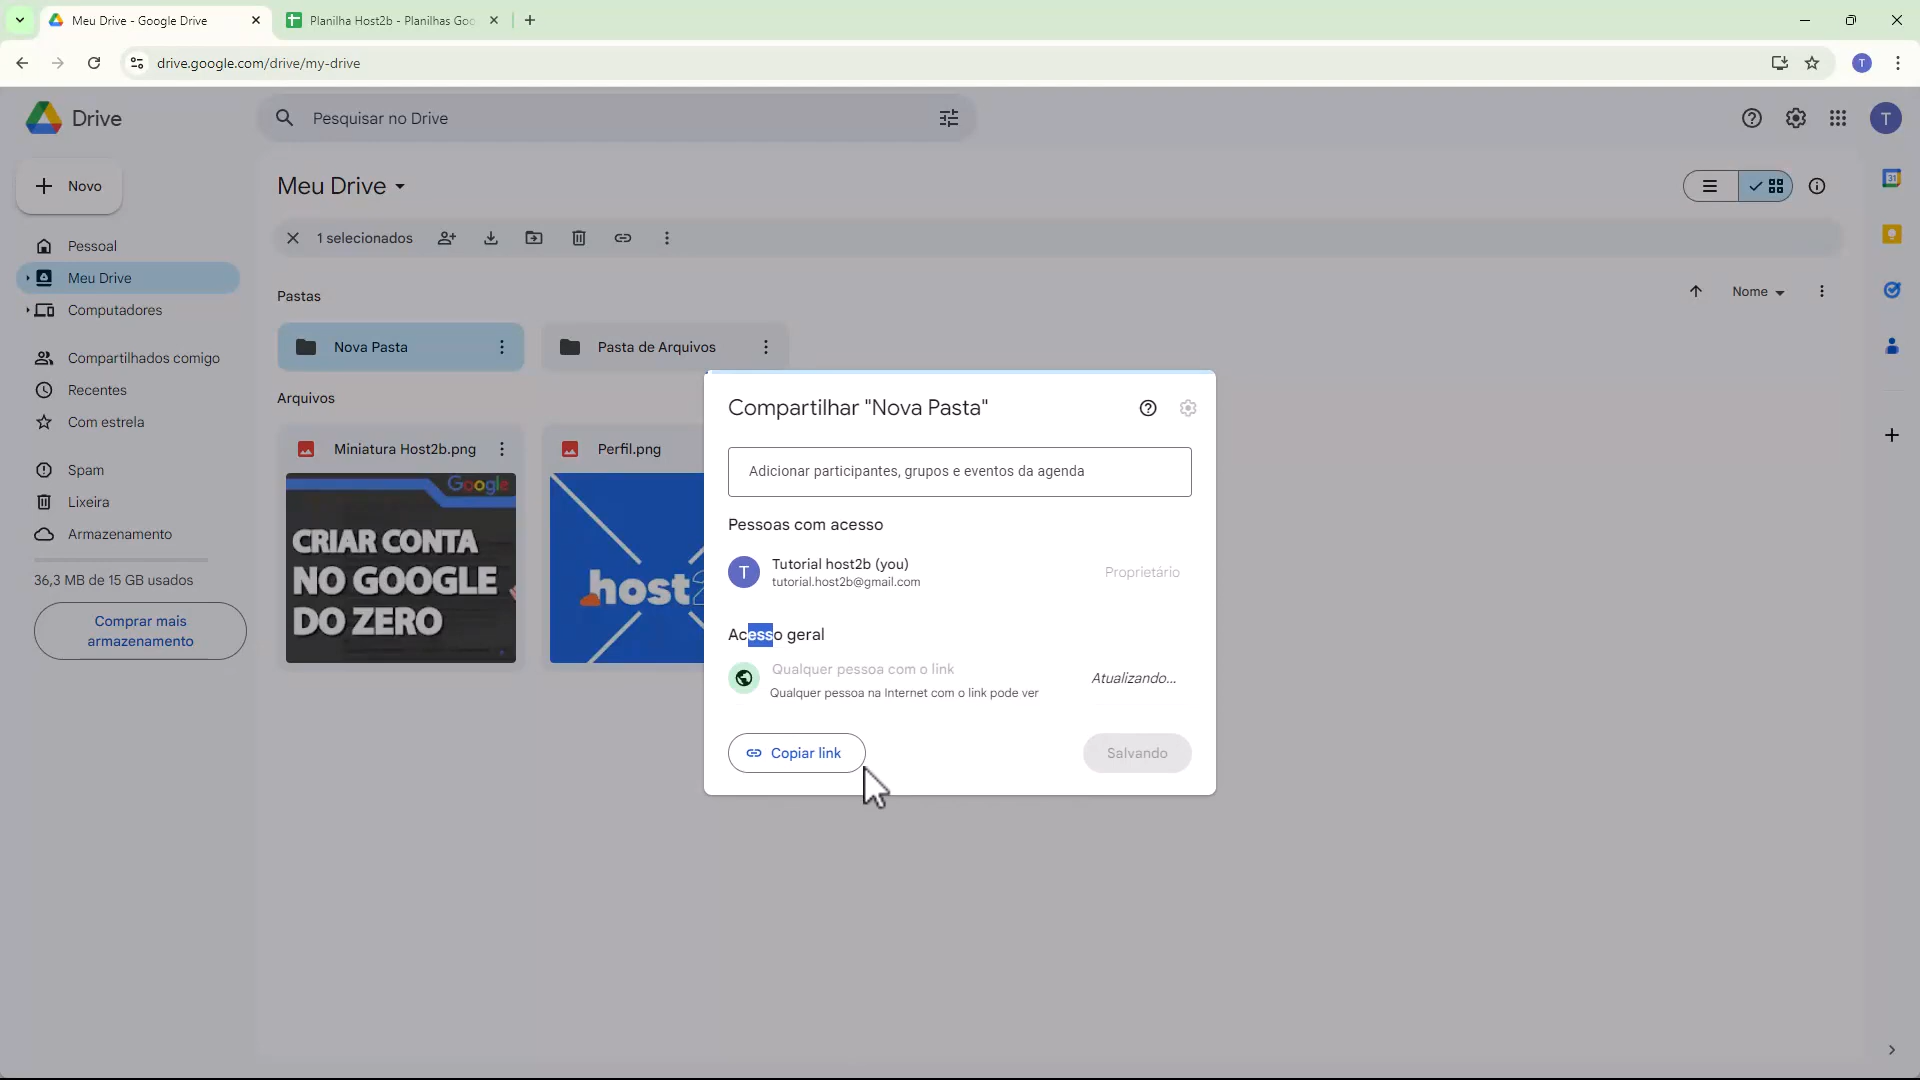 Meu Drive - Google Drive
Planilha Host2b - Planilhas Goo
drive.google.com/drive/my-drive
T
Drive
Pesquisar no Drive
T
Novo
Meu Drive
1 selecionados
Pessoal
Meu Drive
Computadores
Compartilhados comigo
Recentes
Com estrela
Spam
Lixeira
Armazenamento
36,3 MB de 15 GB usados
Comprar mais
armazenamento
Pastas
Nome
Nova Pasta
Pasta de Arquivos
Arquivos
Miniatura Host2b.png
Perfil.png
Google
CRIAR CONTA
NO GOOGLE
DO ZERO
host2
Compartilhar "Nova Pasta"
Adicionar participantes, grupos e eventos da agenda
Pessoas com acesso
T
Tutorial host2b (you)
tutorial.host2b@gmail.com
Proprietário
Acesso geral
Qualquer pessoa com o link
Qualquer pessoa na Internet com o link pode ver
Atualizando...
Copiar link
Salvando
31